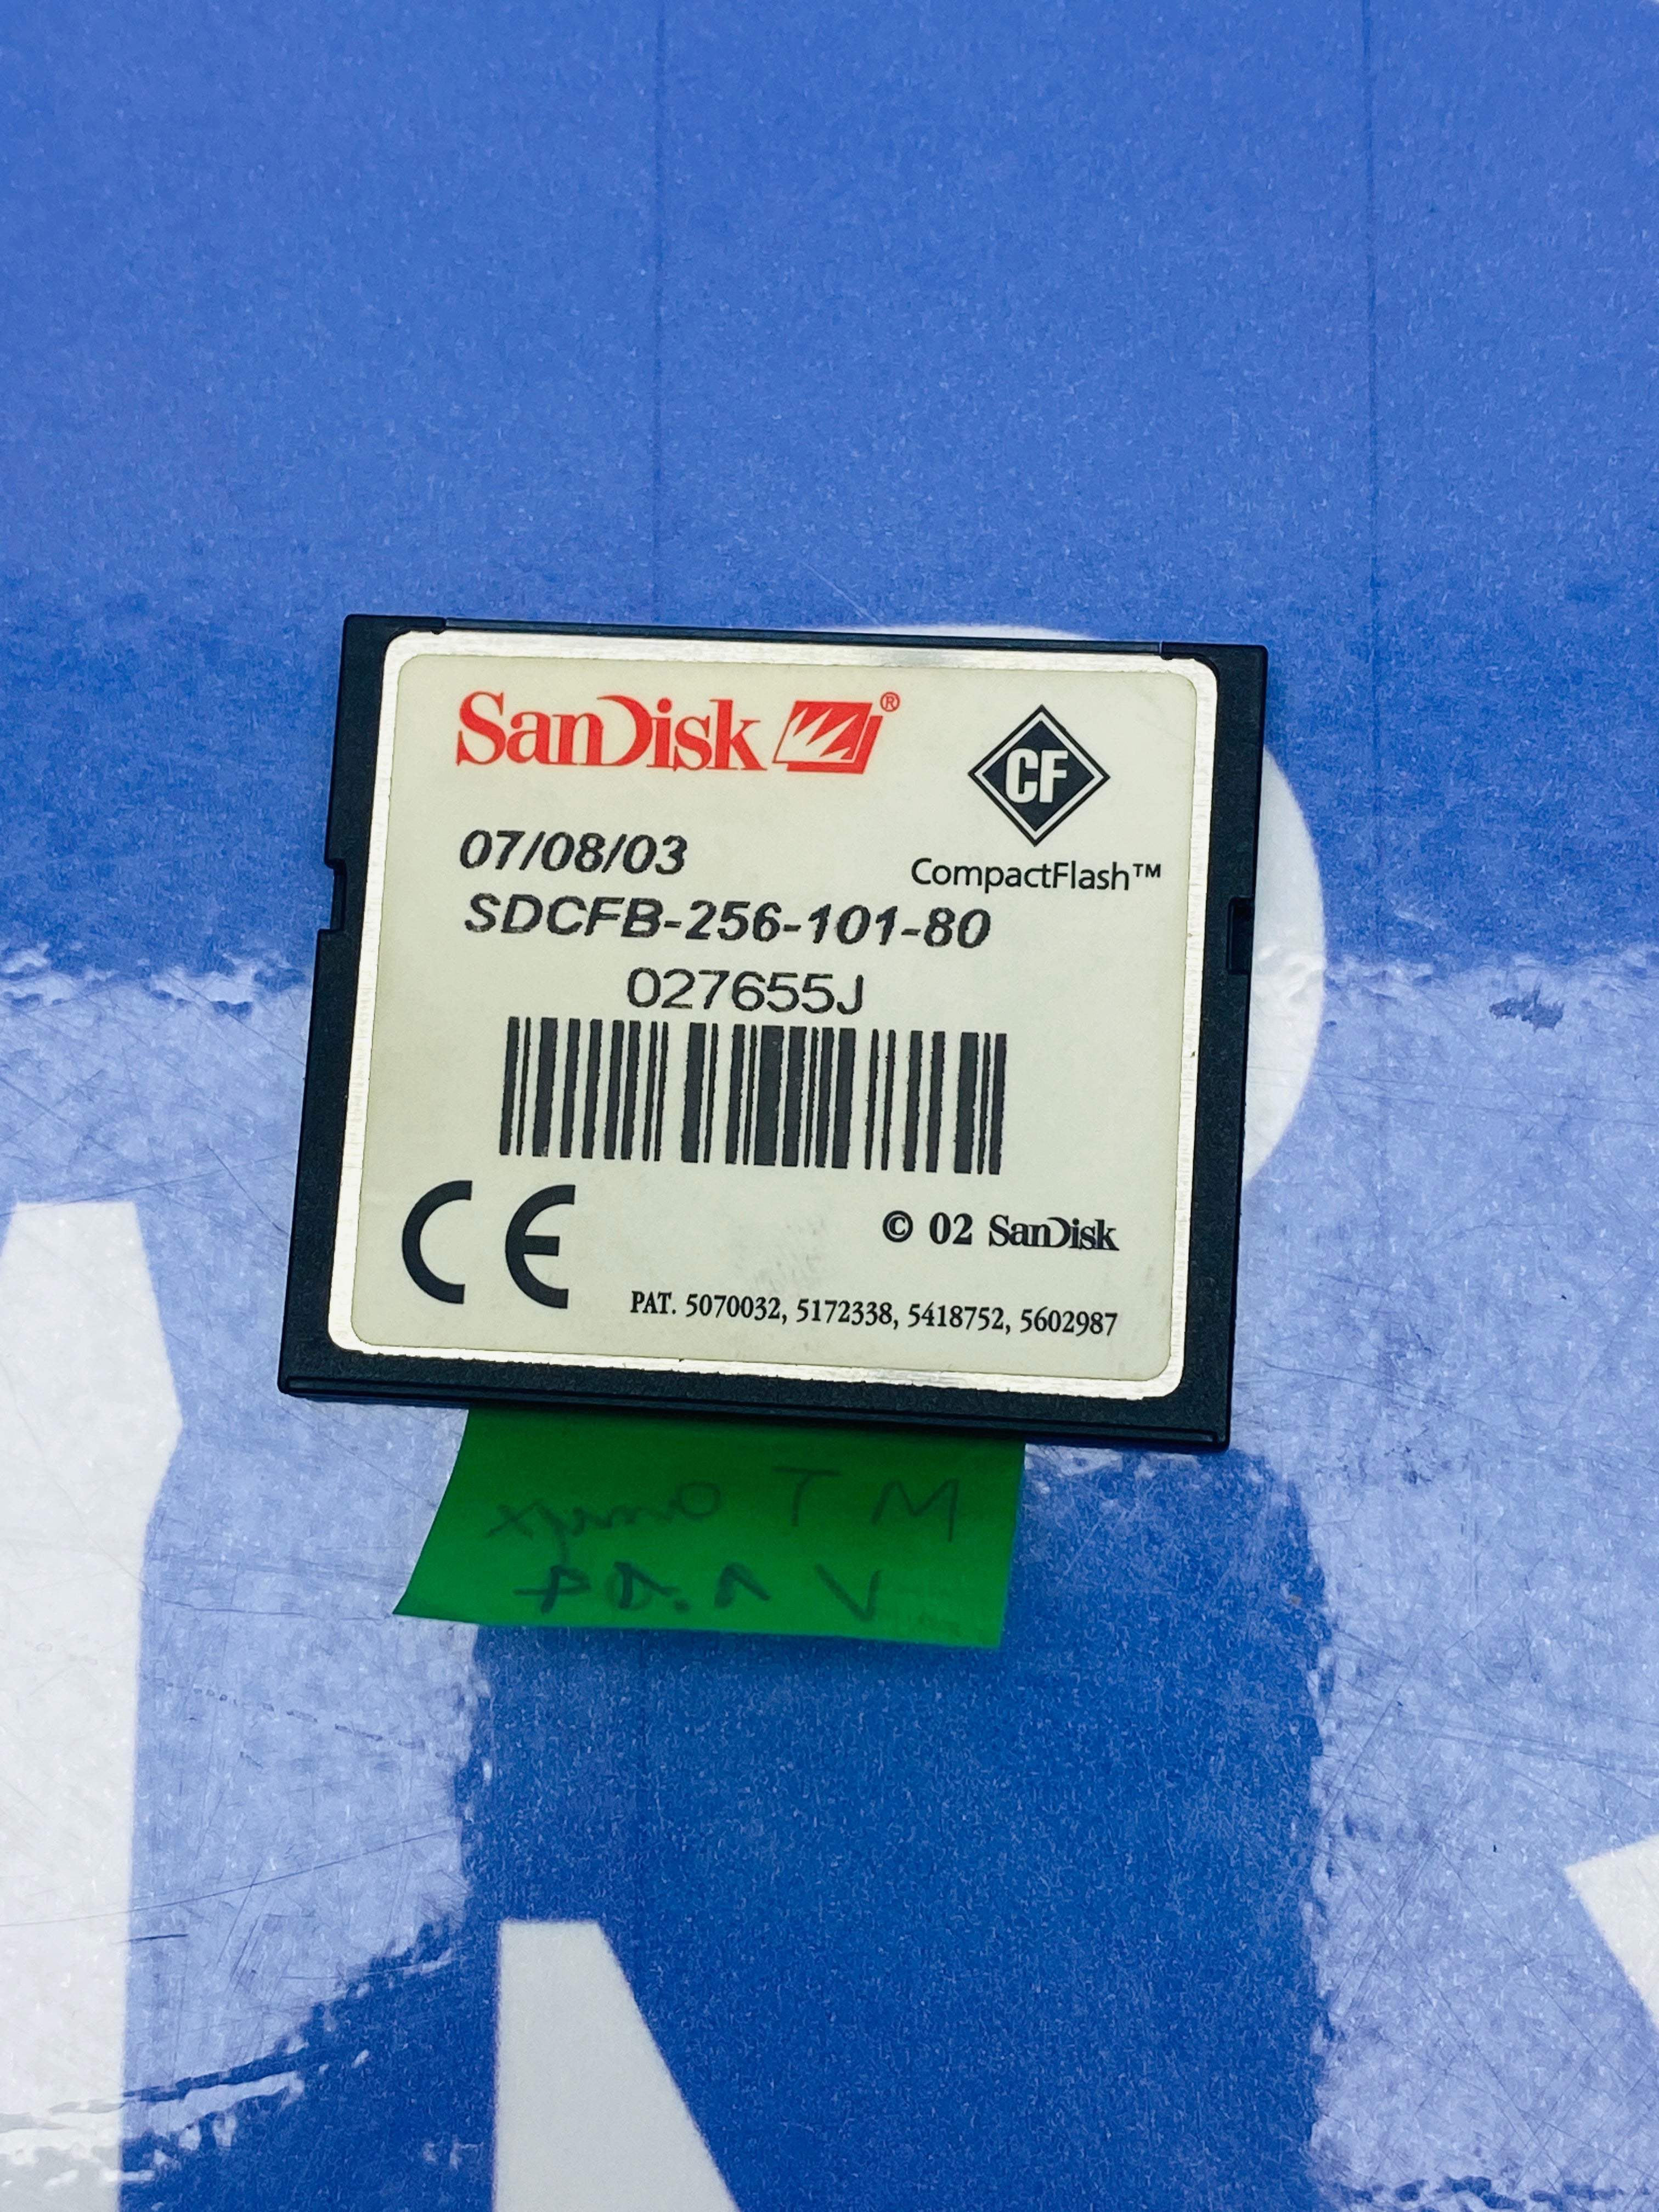 SanDisk ®
CF
CompactFlash™
07/08/03
SDCFB-256-101-80
027655J
CE
© 02 SanDisk
PAT. 5070032, 5172338, 5418752, 5602987
M T
V